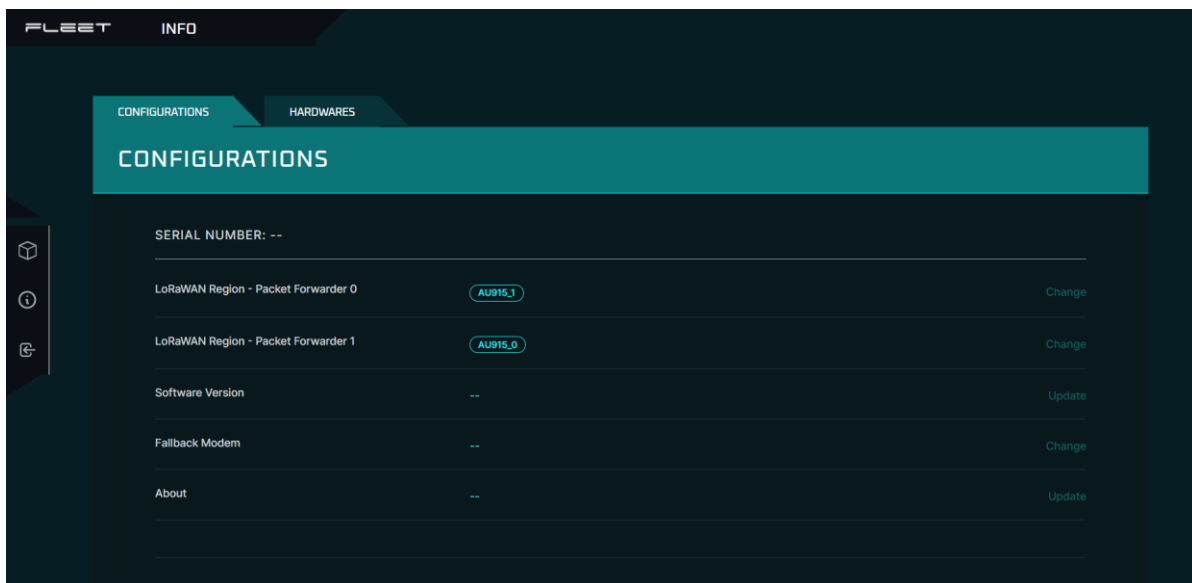 FLEET INFO
CONFIGURATIONS HARDWARES
CONFIGURATIONS
SERIAL NUMBER: --
LoRaWAN Region - Packet Forwarder 0 AU915_1 Change
LoRaWAN Region - Packet Forwarder 1 AU915_0 Change
Software Version -- Update
Fallback Modem -- Change
About -- Update